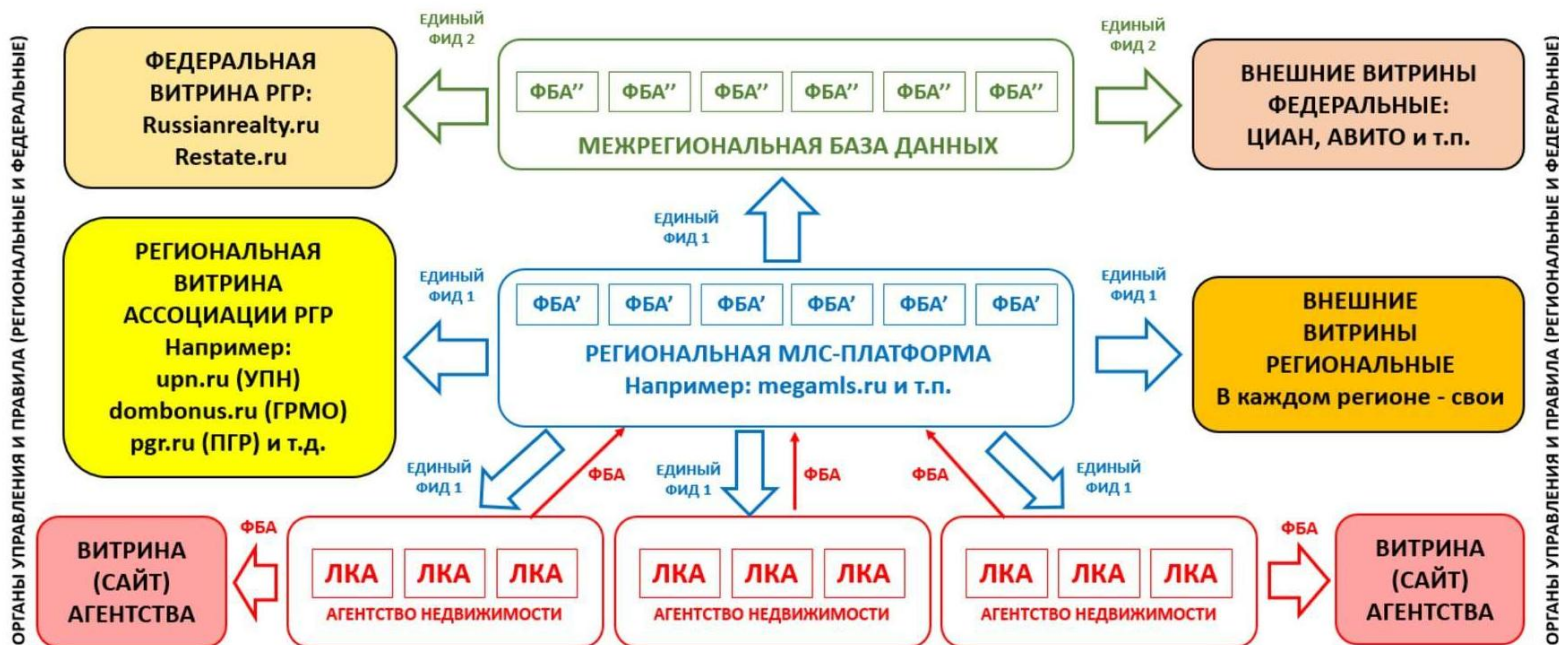 ОРГАНЫ УПРАВЛЕНИЯ И ПРАВИЛА (РЕГИОНАЛЬНЫЕ И ФЕДЕРАЛЬНЫЕ)
ФЕДЕРАЛЬНАЯ
ВИТРИНА РГР:
Russianrealty.ru
Restate.ru
ЕДИНЫЙ
ФИД 2
ФБА’’ ФБА’’ ФБА’’ ФБА’’ ФБА’’ ФБА’’
МЕЖРЕГИОНАЛЬНАЯ БАЗА ДАННЫХ
ЕДИНЫЙ
ФИД 2
ВНЕШНИЕ ВИТРИНЫ
ФЕДЕРАЛЬНЫЕ:
ЦИАН, АВИТО и т.п.
ЕДИНЫЙ
ФИД 1
РЕГИОНАЛЬНАЯ
ВИТРИНА
АССОЦИАЦИИ РГР
Например:
upn.ru (УПН)
dombonus.ru (ГРМО)
pgr.ru (ПГР) и т.д.
ЕДИНЫЙ
ФИД 1
ФБА’ ФБА’ ФБА’ ФБА’ ФБА’ ФБА’
РЕГИОНАЛЬНАЯ МЛС-ПЛАТФОРМА
Например: megamls.ru и т.п.
ЕДИНЫЙ
ФИД 1
ВНЕШНИЕ
ВИТРИНЫ
РЕГИОНАЛЬНЫЕ
В каждом регионе - свои
ЕДИНЫЙ
ФИД 1
ФБА
ЕДИНЫЙ
ФИД 1
ФБА
ФБА
ЕДИНЫЙ
ФИД 1
ВИТРИНА
(САЙТ)
АГЕНТСТВА
ФБА
ЛКА ЛКА ЛКА
АГЕНТСТВО НЕДВИЖИМОСТИ
ЛКА ЛКА ЛКА
АГЕНТСТВО НЕДВИЖИМОСТИ
ЛКА ЛКА ЛКА
АГЕНТСТВО НЕДВИЖИМОСТИ
ФБА
ВИТРИНА
(САЙТ)
АГЕНТСТВА
ОРГАНЫ УПРАВЛЕНИЯ И ПРАВИЛА (РЕГИОНАЛЬНЫЕ И ФЕДЕРАЛЬНЫЕ)